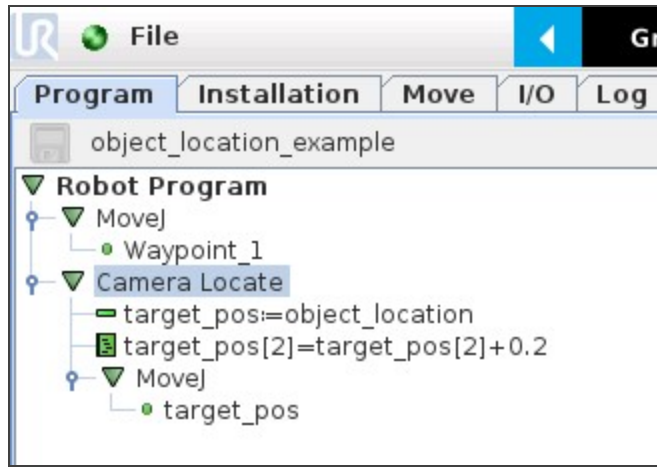 UR File Gr
Program Installation Move I/O Log
object_location_example
Robot Program
MoveJ
Waypoint_1
Camera Locate
target_pos:=object_location
target_pos[2]=target_pos[2]+0.2
MoveJ
target_pos